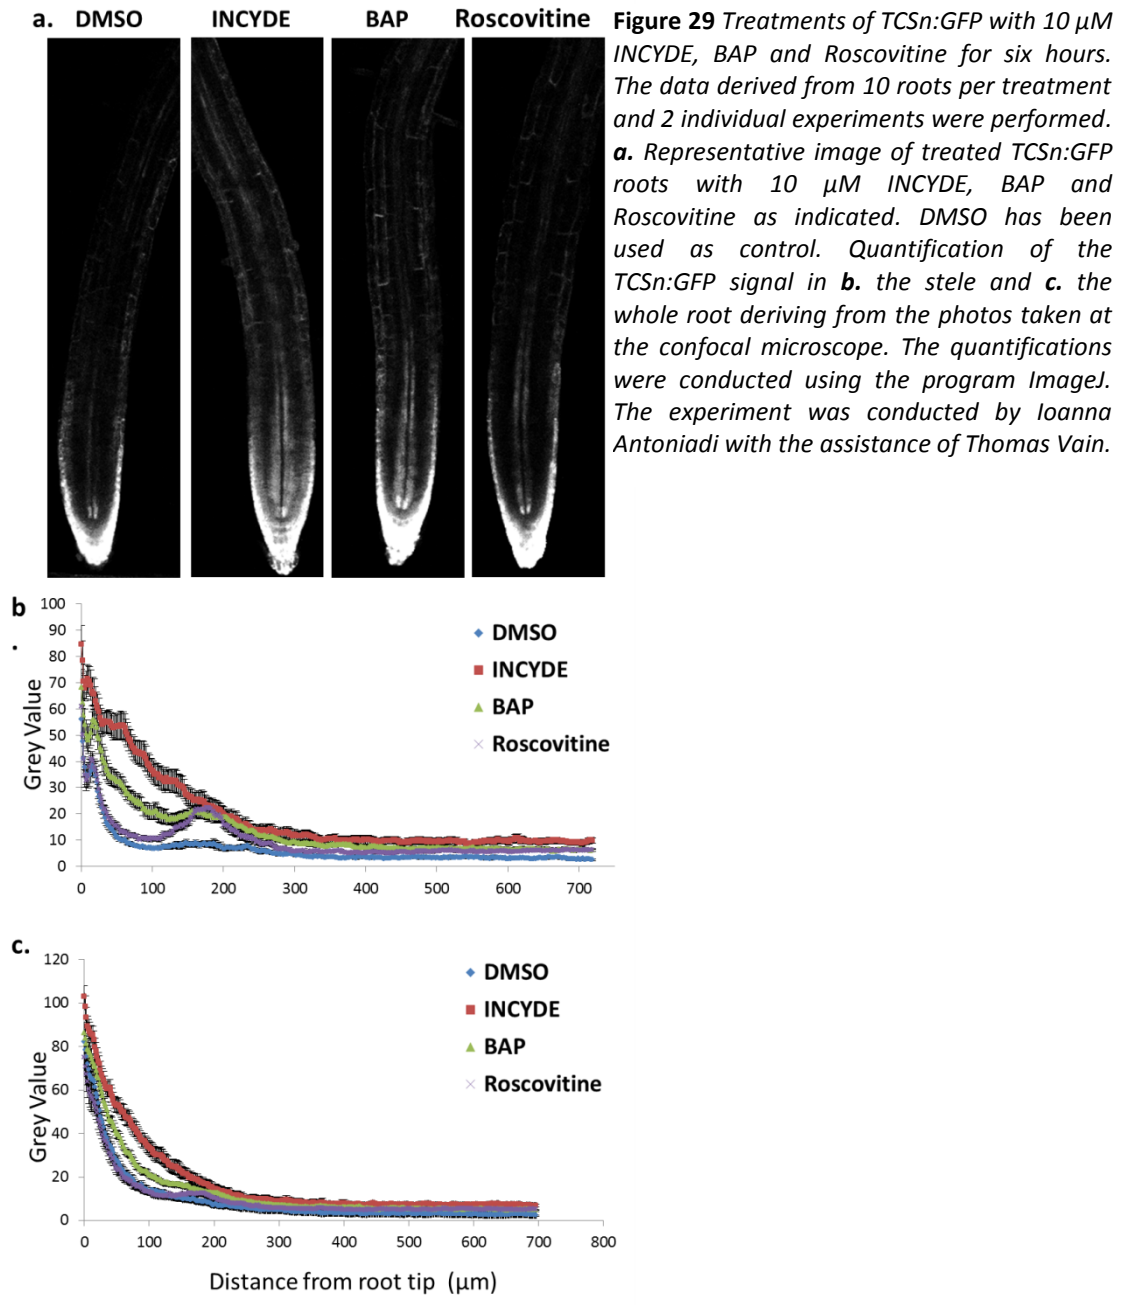 a. DMSO INCYDE BAP Roscovitine
Figure 29 Treatments of TCSn:GFP with 10 μM
INCYDE, BAP and Roscovitine for six hours.
The data derived from 10 roots per treatment
and 2 individual experiments were performed.
a. Representative image of treated TCSn:GFP
roots with 10 μM INCYDE, BAP and
Roscovitine as indicated. DMSO has been
used as control. Quantification of the
TCSn:GFP signal in b. the stele and c. the
whole root deriving from the photos taken at
the confocal microscope. The quantifications
were conducted using the program ImageJ.
The experiment was conducted by Ioanna
Antoniadi with the assistance of Thomas Vain.
b
.
Grey Value
100
90
80
70
60
50
40
30
20
10
0
0 100 200 300 400 500 600 700
DMSO
INCYDE
BAP
Roscovitine
c.
Grey Value
120
100
80
60
40
20
0
0 100 200 300 400 500 600 700 800
DMSO
INCYDE
BAP
Roscovitine
Distance from root tip (μm)